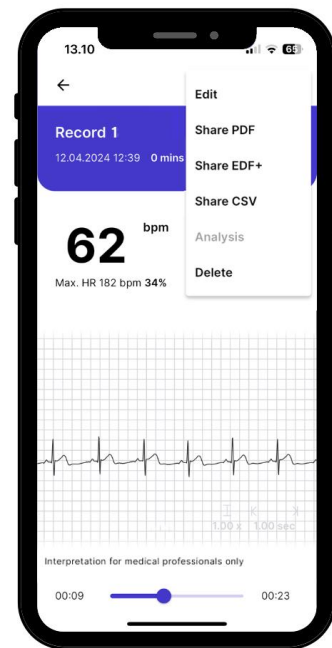 13.10
65
Edit
Record 1
Share PDF
12.04.2024 12:39 0 mins
Share EDF+
Share CSV
62 bpm
Analysis
Delete
Max. HR 182 bpm 34%
1.00 x 1.00 sec
Interpretation for medical professionals only
00:09 00:23